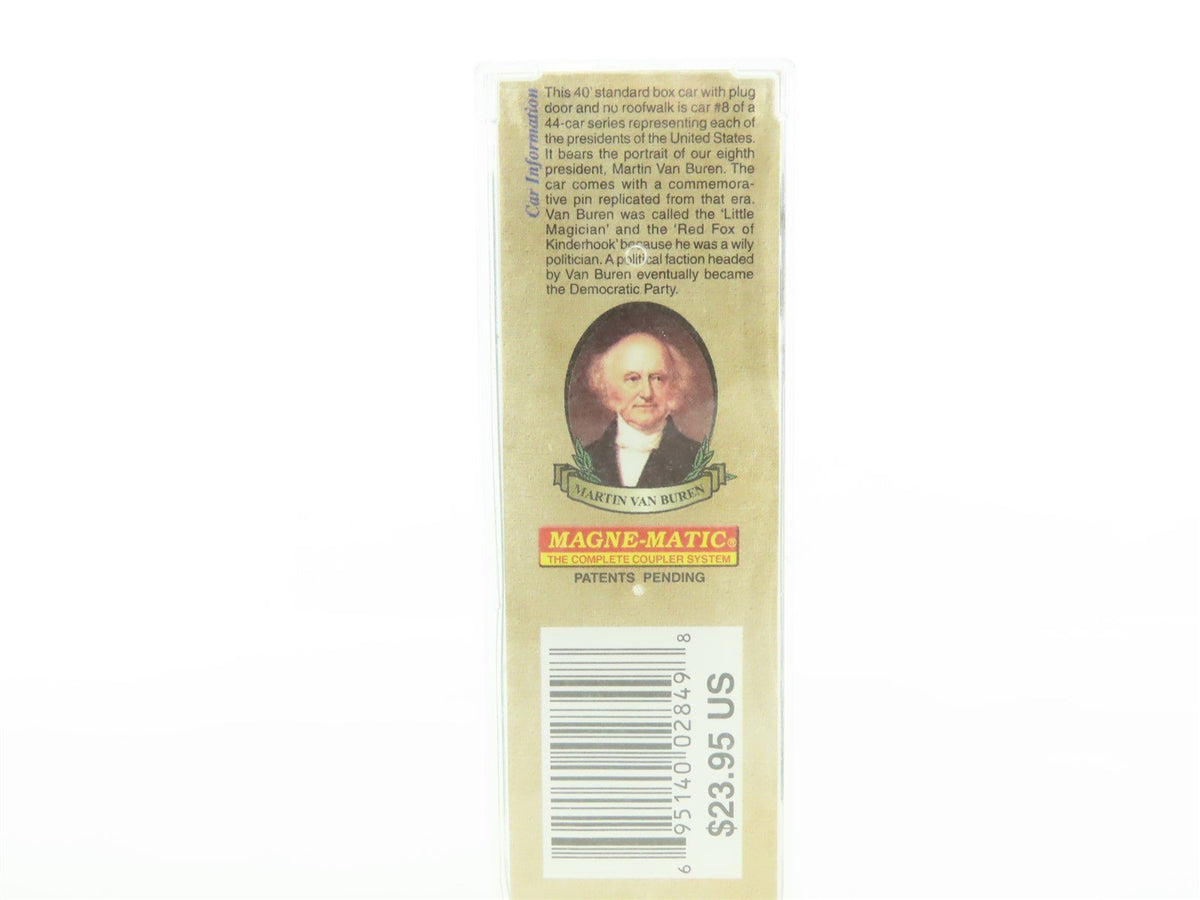 Car Information
This 40' standard box car with plug
door and no roofwalk is car #8 of a
44-car series representing each of
the presidents of the United States.
It bears the portrait of our eighth
president, Martin Van Buren. The
car comes with a commemora-
tive pin replicated from that era.
Van Buren was called the 'Little
Magician' and the 'Red Fox of
Kinderhook' because he was a wily
politician. A political faction headed
by Van Buren eventually became
the Democratic Party.
MARTIN VAN BUREN
MAGNE-MATIC®
THE COMPLETE COUPLER SYSTEM
PATENTS PENDING
6 95140 02849 8
$23.95 US